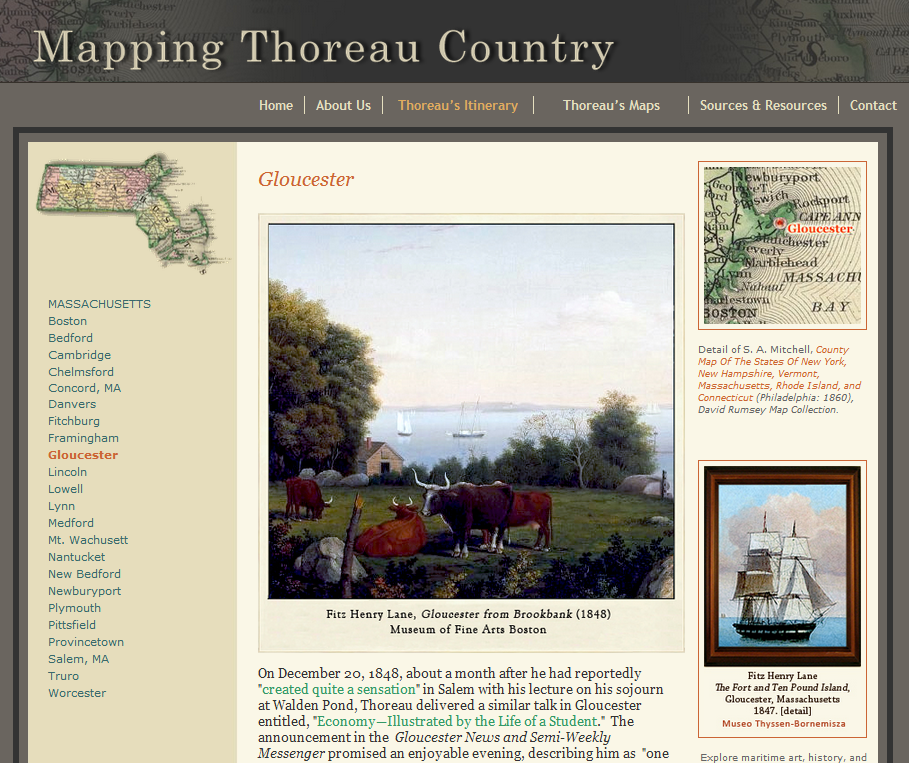 Mapping Thoreau Country
Home
About Us
Thoreau's Itinerary
Thoreau's Maps
Sources & Resources
Contact
MASSACHUSETTS
Boston
Bedford
Cambridge
Chelmsford
Concord, MA
Danvers
Fitchburg
Framingham
Gloucester
Lincoln
Lowell
Lynn
Medford
Mt. Wachusett
Nantucket
New Bedford
Newburyport
Plymouth
Pittsfield
Provincetown
Salem, MA
Truro
Worcester
Gloucester
Fitz Henry Lane, Gloucester from Brookbank (1848)
Museum of Fine Arts Boston
On December 20, 1848, about a month after he had reportedly
"created quite a sensation" in Salem with his lecture on his sojourn
at Walden Pond, Thoreau delivered a similar talk in Gloucester
entitled, "Economy—Illustrated by the Life of a Student." The
announcement in the Gloucester News and Semi-Weekly
Messenger promised an enjoyable evening, describing him as "one
Newburyport
Ipswich
Rockport
CAPE ANN
Gloucester
Manchester
Beverly
Marblehead
Lynn
Nahant
MASSACHU
BAY
BOSTON
Detail of S. A. Mitchell, County
Map Of The States Of New York,
New Hampshire, Vermont,
Massachusetts, Rhode Island, and
Connecticut (Philadelphia: 1860),
David Rumsey Map Collection.
Fitz Henry Lane
The Fort and Ten Pound Island,
Gloucester, Massachusetts
1847. [detail]
Museo Thyssen-Bornemisza
Explore maritime art, history, and